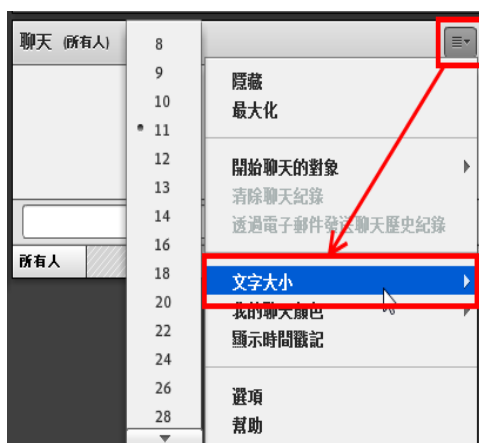 聊天 (所有人)
8
9
10
11
12
13
14
16
18
20
22
24
26
28
隱藏
最大化
開始聊天的對象
清除聊天紀錄
透過電子郵件發送聊天歷史紀錄
文字大小
我的聊天顏色
顯示時間戳記
選項
幫助
所有人